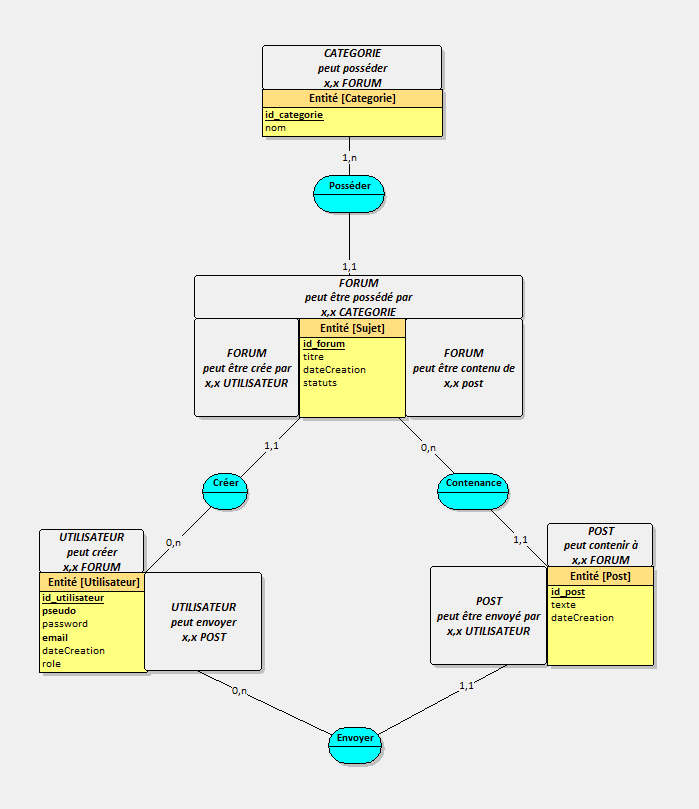 CATEGORIE
peut posséder
x,x FORUM
Entité [Categorie]
id_categorie
nom
1,n
Posséder
1,1
FORUM
peut être possédé par
x,x CATEGORIE
FORUM
peut être crée par
x,x UTILISATEUR
Entité [Sujet]
id_forum
titre
dateCreation
statuts
FORUM
peut être contenu de
x,x post
1,1
0,n
Créer
Contenance
0,n
1,1
UTILISATEUR
peut créer
x,x FORUM
Entité [Utilisateur]
id_utilisateur
pseudo
password
email
dateCreation
role
UTILISATEUR
peut envoyer
x,x POST
POST
peut être envoyé par
x,x UTILISATEUR
POST
peut contenir à
x,x FORUM
Entité [Post]
id_post
texte
dateCreation
0,n
1,1
Envoyer